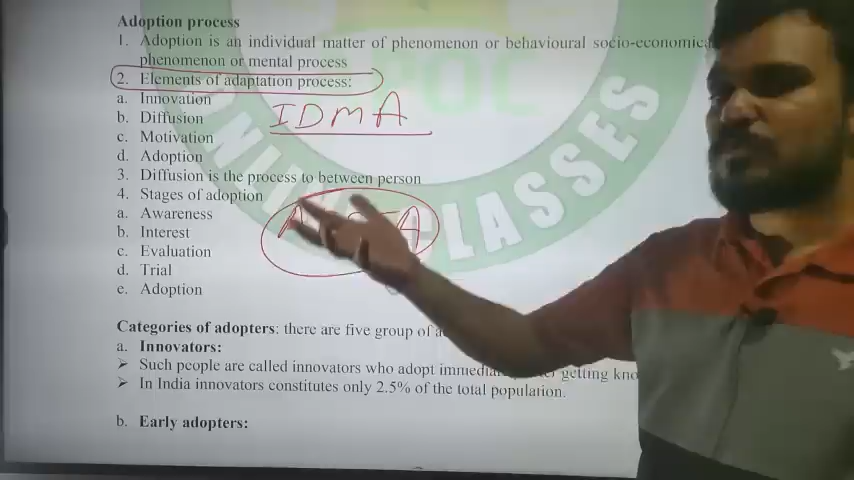 Adoption process
1. Adoption is an individual matter of phenomenon or behavioural socio-economic
phenomenon or mental process
2. Elements of adaptation process:
a. Innovation
b. Diffusion
c. Motivation
d. Adoption
IDMA
3. Diffusion is the process to between person
4. Stages of adoption
a. Awareness
b. Interest
c. Evaluation
d. Trial
e. Adoption
Categories of adopters: there are five group of
a. Innovators:
➤ Such people are called innovators who adopt getting
➤ In India innovators constitutes only 2.5% of the total population.
b. Early adopters:
ONLINE CLASSES